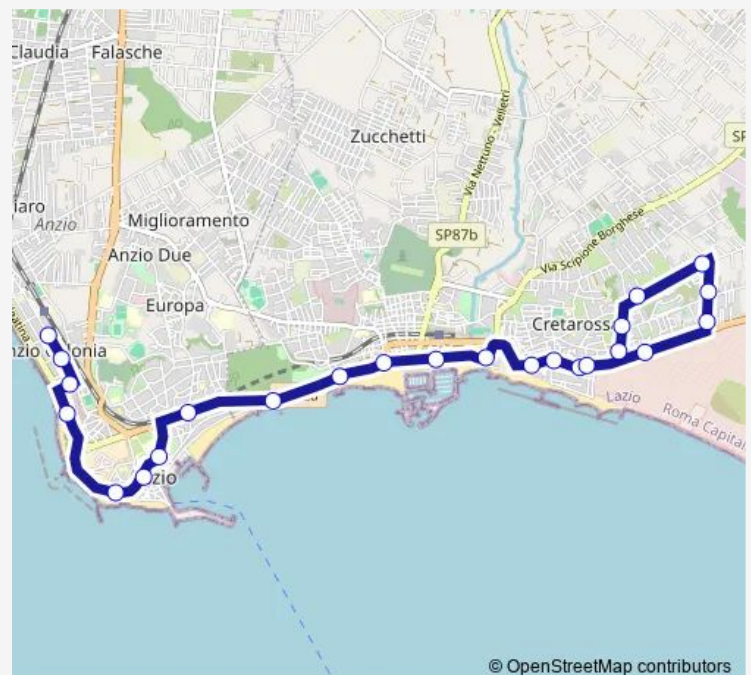 Claudia
Falasche
Zucchetti
Via Nettuno - Velletri
SP
iaro
Anzio
Miglioramento
SP87b
Anzio Due
Via Scipione Borghese
Europa
Cretaross
nzio Colonia
Lazio
Roma Capital
zio
© OpenStreetMap contributors